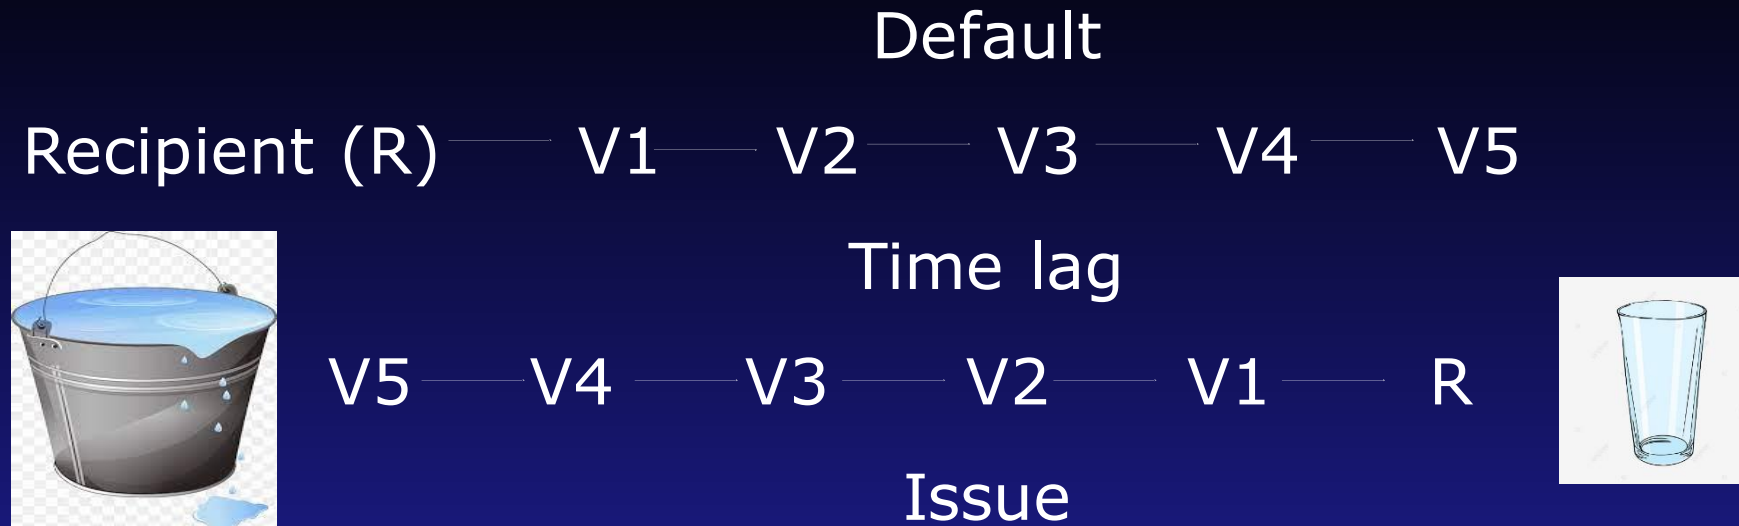 Default
Recipient (R) V1 V2 V3 V4 V5
Time lag
V5 V4 V3 V2 V1 R
Issue